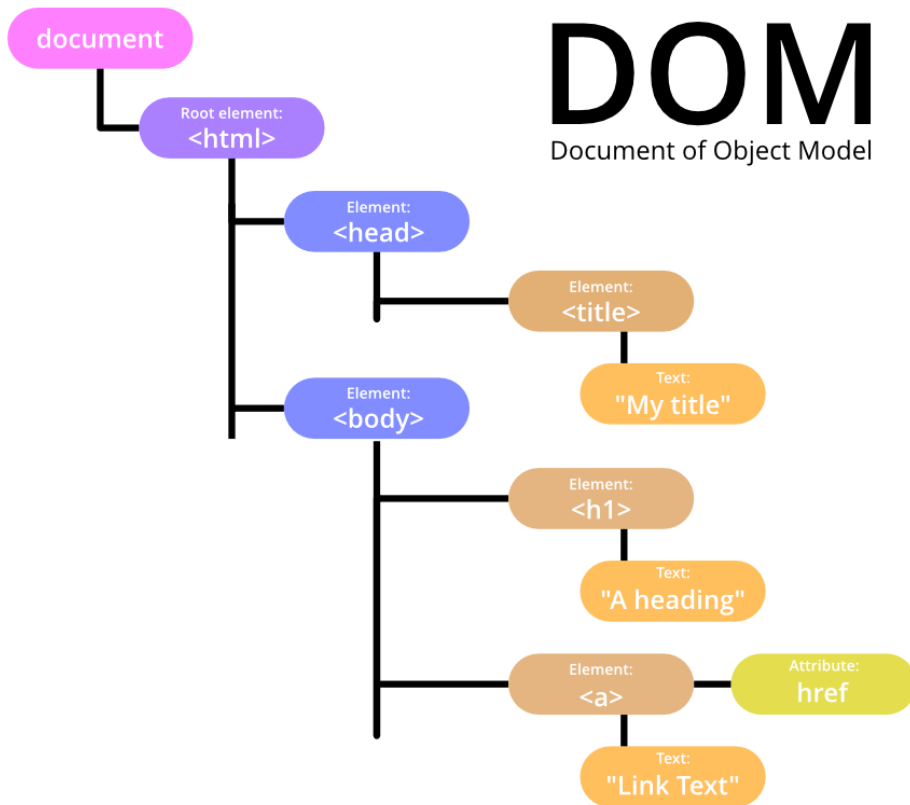 document
DOM
Document of Object Model
Root element:
<html>
Element:
<head>
Element:
<title>
Text:
"My title"
Element:
<body>
Element:
<h1>
Text:
"A heading"
Element:
<a>
Attribute:
href
Text:
"Link Text"